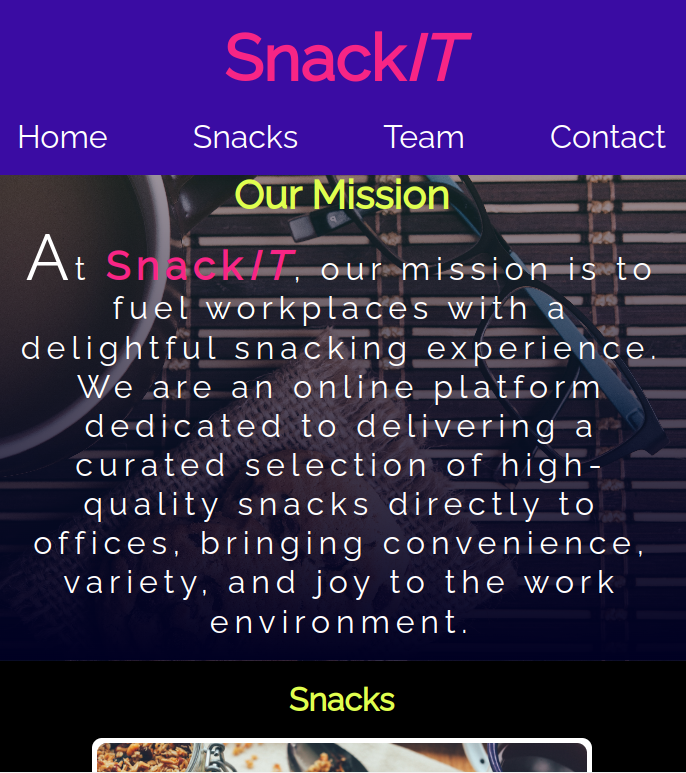 SnackIT
Home Snacks Team Contact
Our Mission
At SnackIT, our mission is to
fuel workplaces with a
delightful snacking experience.
We are an online platform
dedicated to delivering a
curated selection of high-
quality snacks directly to
offices, bringing convenience,
variety, and joy to the work
environment.
Snacks